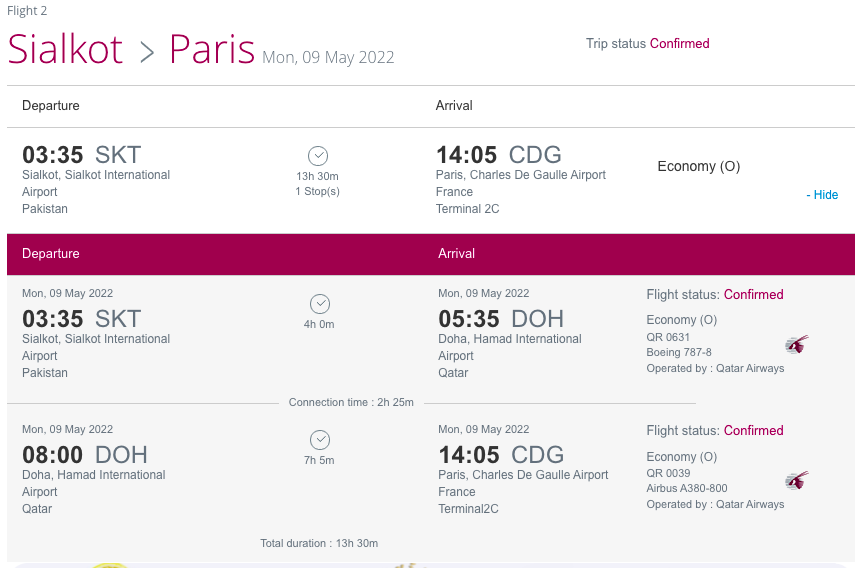 Flight 2
Sialkot > Paris Mon, 09 May 2022
Trip status Confirmed
Departure
Arrival
03:35 SKT
Sialkot, Sialkot International
Airport
Pakistan
13h 30m
1 Stop(s)
14:05 CDG
Paris, Charles De Gaulle Airport
France
Terminal 2C
Economy (O)
- Hide
Departure
Arrival
Mon, 09 May 2022
03:35 SKT
Sialkot, Sialkot International
Airport
Pakistan
4h 0m
Mon, 09 May 2022
05:35 DOH
Doha, Hamad International
Airport
Qatar
Flight status: Confirmed
Economy (O)
QR 0631
Boeing 787-8
Operated by : Qatar Airways
Connection time : 2h 25m
Mon, 09 May 2022
08:00 DOH
Doha, Hamad International
Airport
Qatar
7h 5m
Mon, 09 May 2022
14:05 CDG
Paris, Charles De Gaulle Airport
France
Terminal2C
Flight status: Confirmed
Economy (O)
QR 0039
Airbus A380-800
Operated by : Qatar Airways
Total duration : 13h 30m